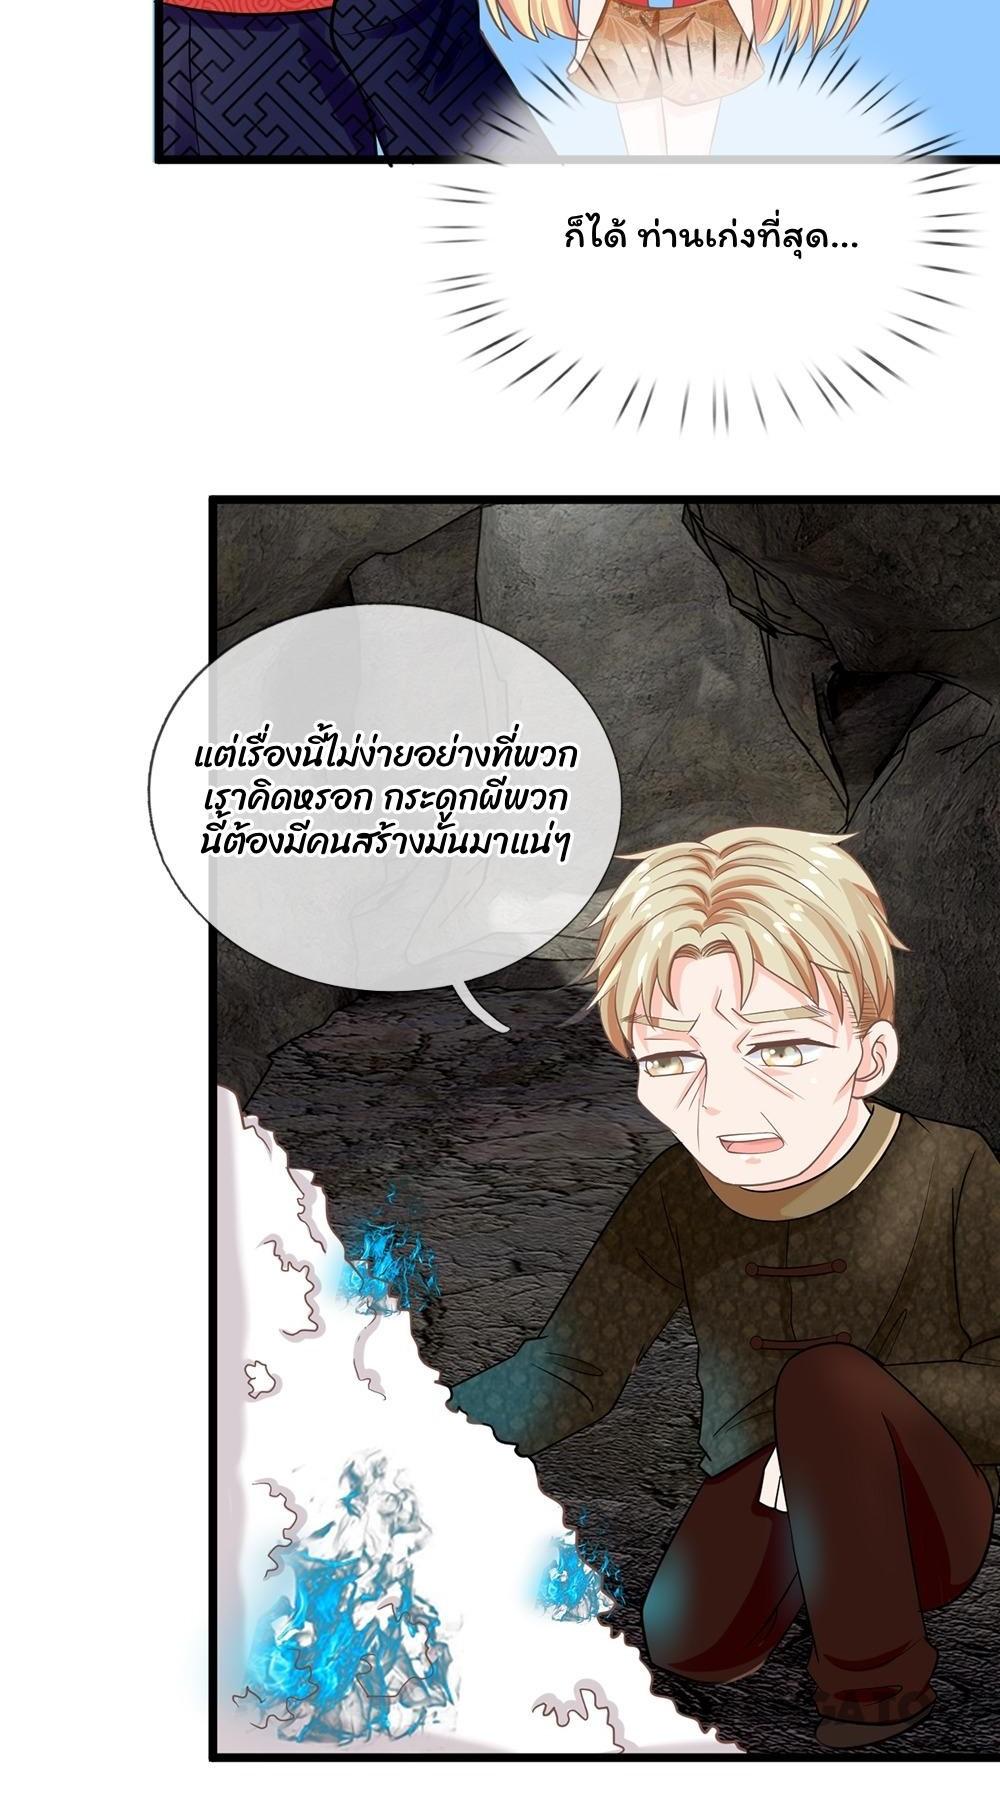 ก็ได้ ท่านเก่งที่สุด...
แต่เรื่องนี้ไม่ง่ายอย่างที่พวก
เราคิดหรอก กระดูกผีพวก
นี้ต้องมีคนสร้างมันมาแน่ๆ